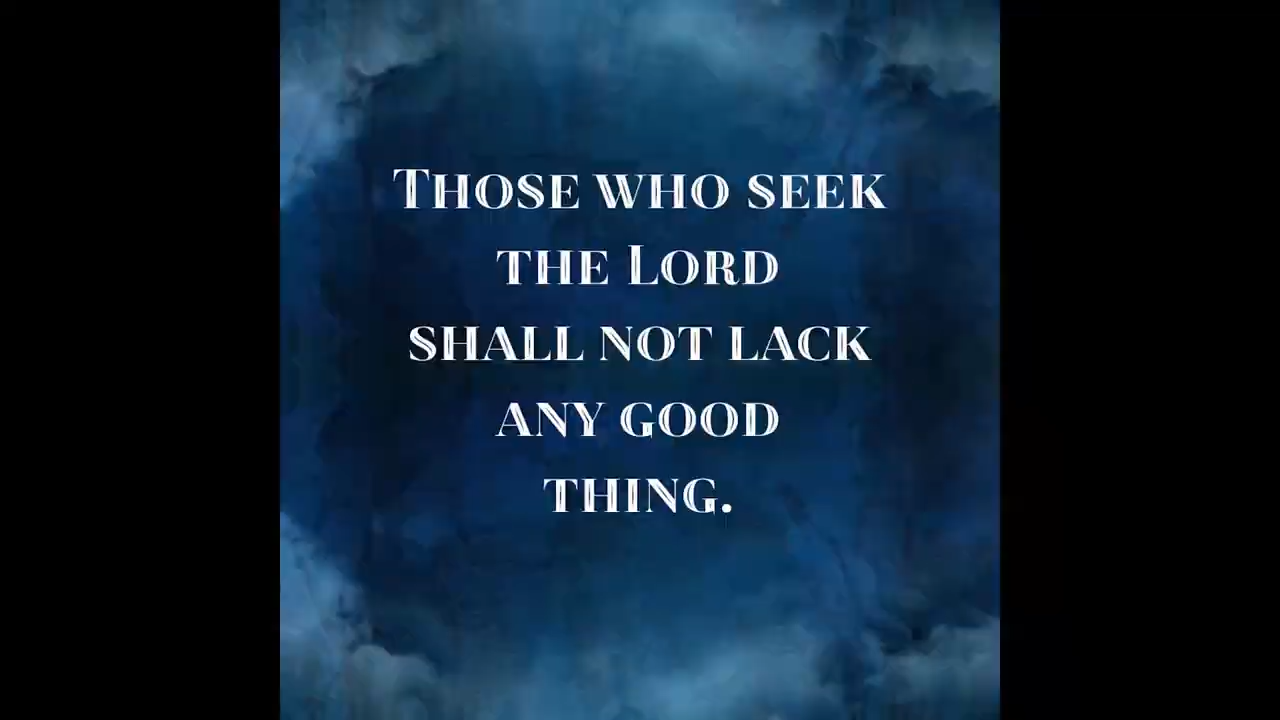 Those who seek
the Lord
shall not lack
any good
thing.